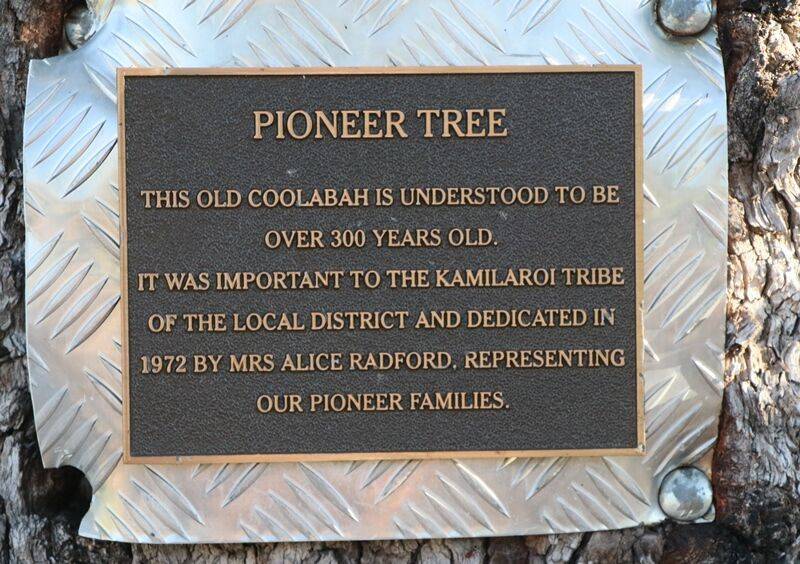 PIONEER TREE
THIS OLD COOLABAH IS UNDERSTOOD TO BE
OVER 300 YEARS OLD.
IT WAS IMPORTANT TO THE KAMILAROI TRIBE
OF THE LOCAL DISTRICT AND DEDICATED IN
1972 BY MRS ALICE RADFORD, REPRESENTING
OUR PIONEER FAMILIES.